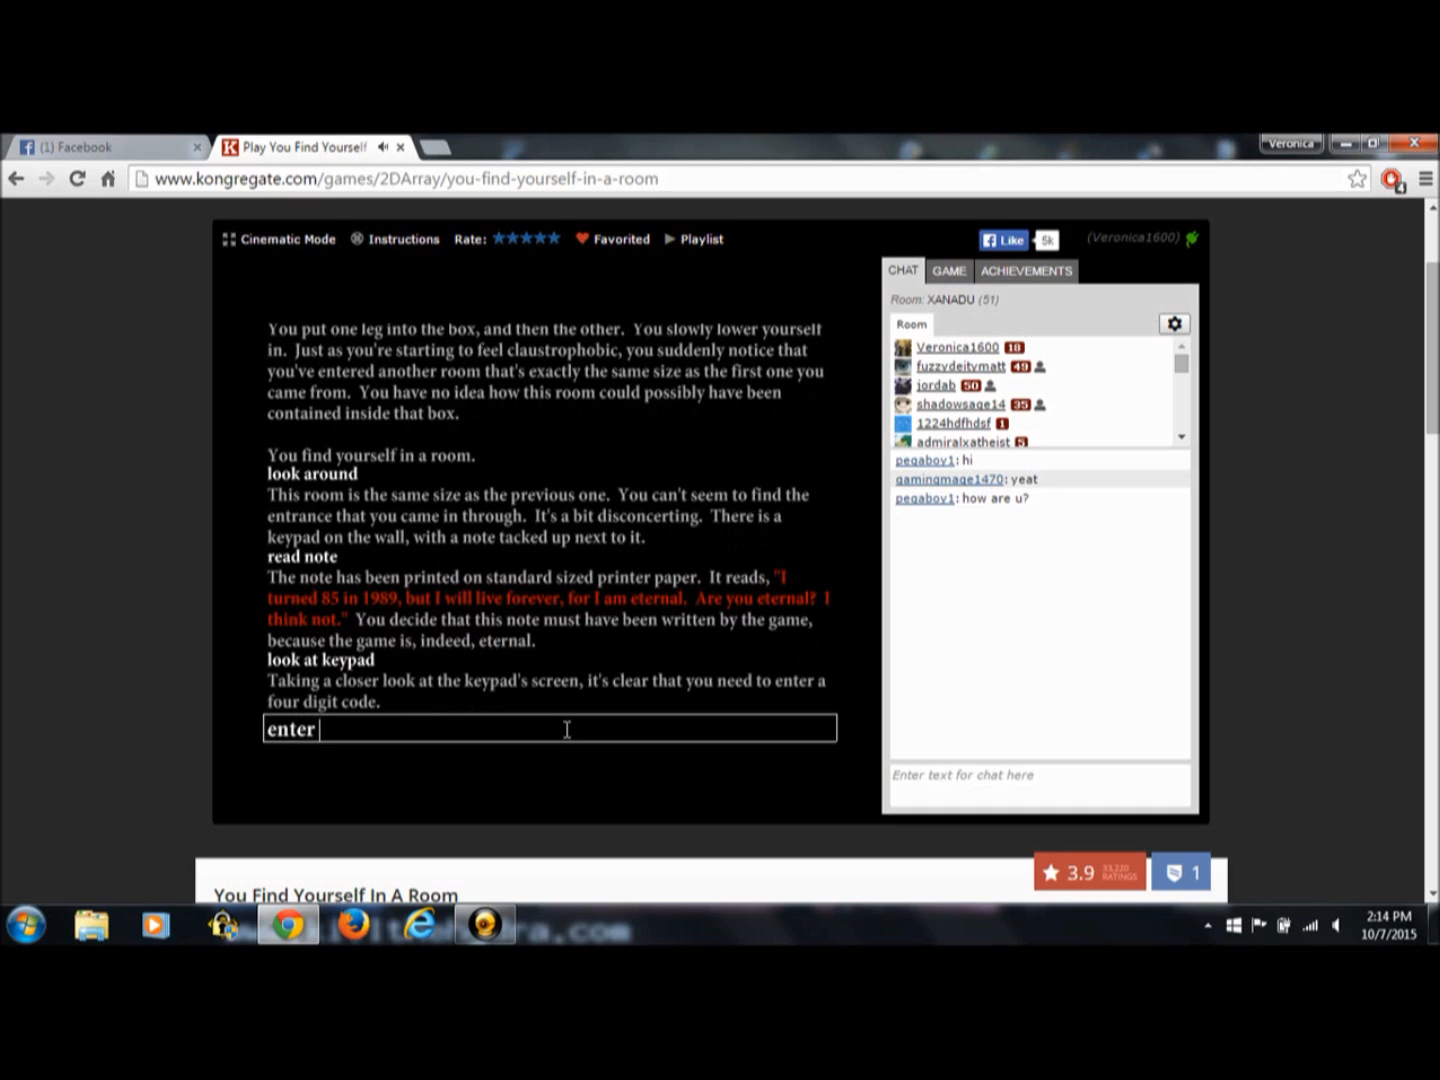 (1) Facebook
Play You Find Yourself
Veronica
www.kongregate.com/games/2DArray/you-find-yourself-in-a-room
4
Cinematic Mode
Instructions
Rate:
Favorited
Playlist
Like
5k
(Veronica1600)
CHAT
GAME
ACHIEVEMENTS
Room: XANADU (51)
Room
Veronica1600 18
fuzzydeitymatt 49
jordab 50
shadowsage14 35
1224hdfhdsf 1
admiralxatheist 5
pegaboy1: hi
gamingmage1470: yeat
pegaboy1: how are u?
Enter text for chat here
You put one leg into the box, and then the other. You slowly lower yourself
in. Just as you're starting to feel claustrophobic, you suddenly notice that
you've entered another room that's exactly the same size as the first one you
came from. You have no idea how this room could possibly have been
contained inside that box.
You find yourself in a room.
look around
This room is the same size as the previous one. You can't seem to find the
entrance that you came in through. It's a bit disconcerting. There is a
keypad on the wall, with a note tacked up next to it.
read note
The note has been printed on standard sized printer paper. It reads, "I
turned 85 in 1989, but I will live forever, for I am eternal. Are you eternal? I
think not." You decide that this note must have been written by the game,
because the game is, indeed, eternal.
look at keypad
Taking a closer look at the keypad's screen, it's clear that you need to enter a
four digit code.
enter
3.9
33,220
RATINGS
1
You Find Yourself In A Room
2:14 PM
10/7/2015